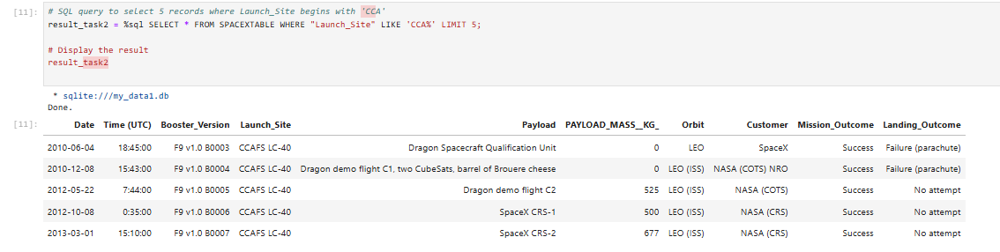 [11]: # SQL query to select 5 records where Launch_Site begins with 'CCA'
result_task2 = %sql SELECT * FROM SPACEXTABLE WHERE "Launch_Site" LIKE 'CCA%' LIMIT 5;
# Display the result
result_task2
* sqlite:///my_data1.db
Done.
[11]: Date Time (UTC) Booster_Version Launch_Site Payload PAYLOAD_MASS__KG_ Orbit Customer Mission_Outcome Landing_Outcome
2010-06-04 18:45:00 F9 v1.0 B0003 CCAFS LC-40 Dragon Spacecraft Qualification Unit 0 LEO SpaceX Success Failure (parachute)
2010-12-08 15:43:00 F9 v1.0 B0004 CCAFS LC-40 Dragon demo flight C1, two CubeSats, barrel of Brouere cheese 0 LEO (ISS) NASA (COTS) NRO Success Failure (parachute)
2012-05-22 7:44:00 F9 v1.0 B0005 CCAFS LC-40 Dragon demo flight C2 525 LEO (ISS) NASA (COTS) Success No attempt
2012-10-08 0:35:00 F9 v1.0 B0006 CCAFS LC-40 SpaceX CRS-1 500 LEO (ISS) NASA (CRS) Success No attempt
2013-03-01 15:10:00 F9 v1.0 B0007 CCAFS LC-40 SpaceX CRS-2 677 LEO (ISS) NASA (CRS) Success No attempt